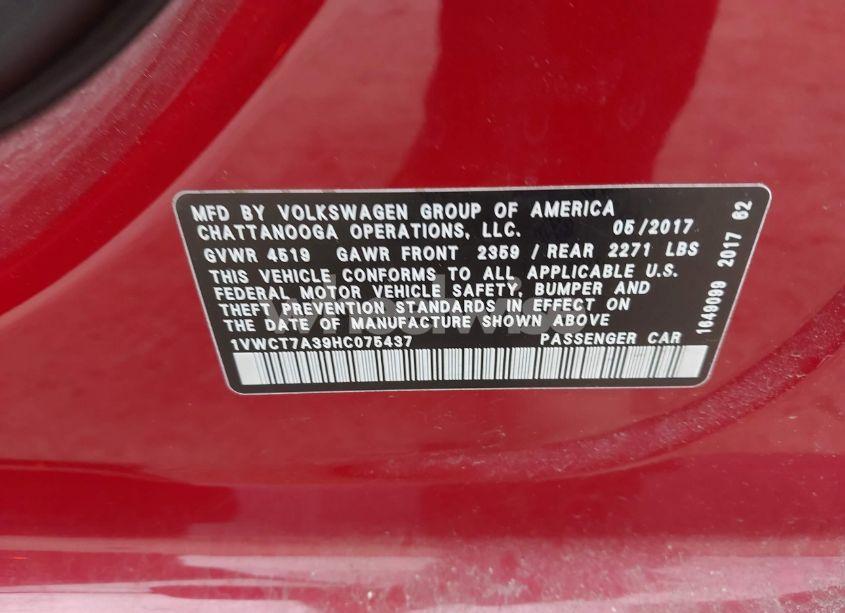 MFD BY VOLKSWAGEN GROUP OF AMERICA
CHATTANOOGA OPERATIONS, LLC. 05/2017
GVWR 4519 GAWR FRONT 2359 / REAR 2271 LBS
THIS VEHICLE CONFORMS TO ALL APPLICABLE U.S.
FEDERAL MOTOR VEHICLE SAFETY, BUMPER AND
THEFT PREVENTION STANDARDS IN EFFECT ON
THE DATE OF MANUFACTURE SHOWN ABOVE
1VWCT7A39HC075437 PASSENGER CAR
1649099 2017 62